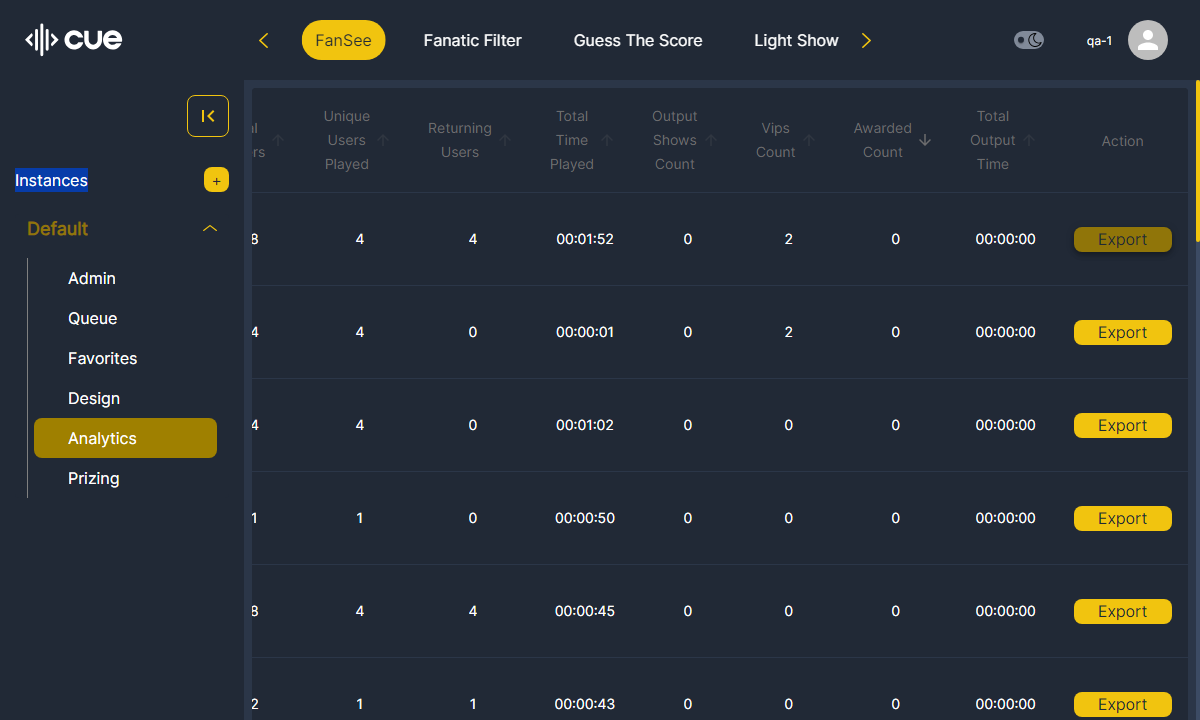 cue
FanSee Fanatic Filter Guess The Score Light Show
qa-1
Instances
+
Default
Admin
Queue
Favorites
Design
Analytics
Prizing
Unique Users Played
Returning Users
Total Time Played
Output Shows Count
Vips Count
Awarded Count
Total Output Time
Action
8 4 4 00:01:52 0 2 0 00:00:00 Export
4 4 0 00:00:01 0 2 0 00:00:00 Export
4 4 0 00:01:02 0 0 0 00:00:00 Export
1 1 0 00:00:50 0 0 0 00:00:00 Export
8 4 4 00:00:45 0 0 0 00:00:00 Export
2 1 1 00:00:43 0 0 0 00:00:00 Export